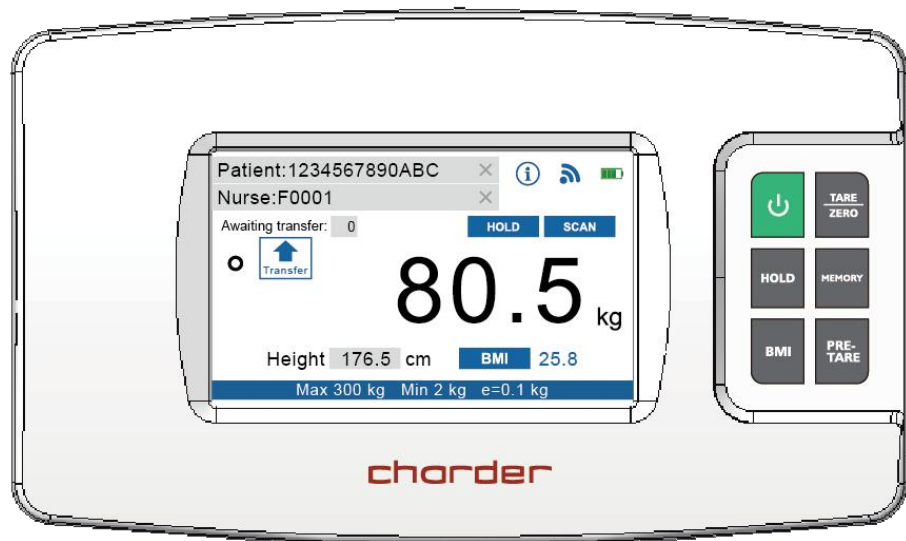 Patient:1234567890ABC ×
Nurse:F0001 ×
Awaiting transfer: 0 HOLD SCAN
Transfer
80.5 kg
Height 176.5 cm BMI 25.8
Max 300 kg Min 2 kg e=0.1 kg
TARE
ZERO
HOLD MEMORY
BMI PRE-
TARE
charder